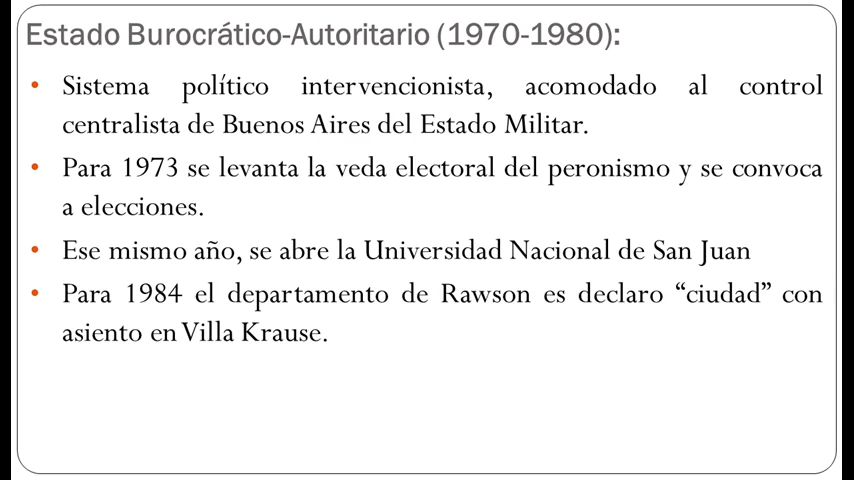 Estado Burocrático-Autoritario (1970-1980):
• Sistema político intervencionista, acomodado al control
centralista de Buenos Aires del Estado Militar.
• Para 1973 se levanta la veda electoral del peronismo y se convoca
a elecciones.
• Ese mismo año, se abre la Universidad Nacional de San Juan
• Para 1984 el departamento de Rawson es declaro “ciudad” con
asiento en Villa Krause.